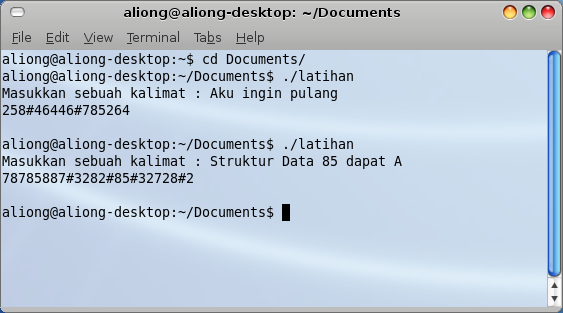 aliong@aliong-desktop: ~/Documents
File Edit View Terminal Tabs Help
aliong@aliong-desktop:~$ cd Documents/
aliong@aliong-desktop:~/Documents$ ./latihan
Masukkan sebuah kalimat : Aku ingin pulang
258#46446#785264
aliong@aliong-desktop:~/Documents$ ./latihan
Masukkan sebuah kalimat : Struktur Data 85 dapat A
78785887#3282#85#32728#2
aliong@aliong-desktop:~/Documents$